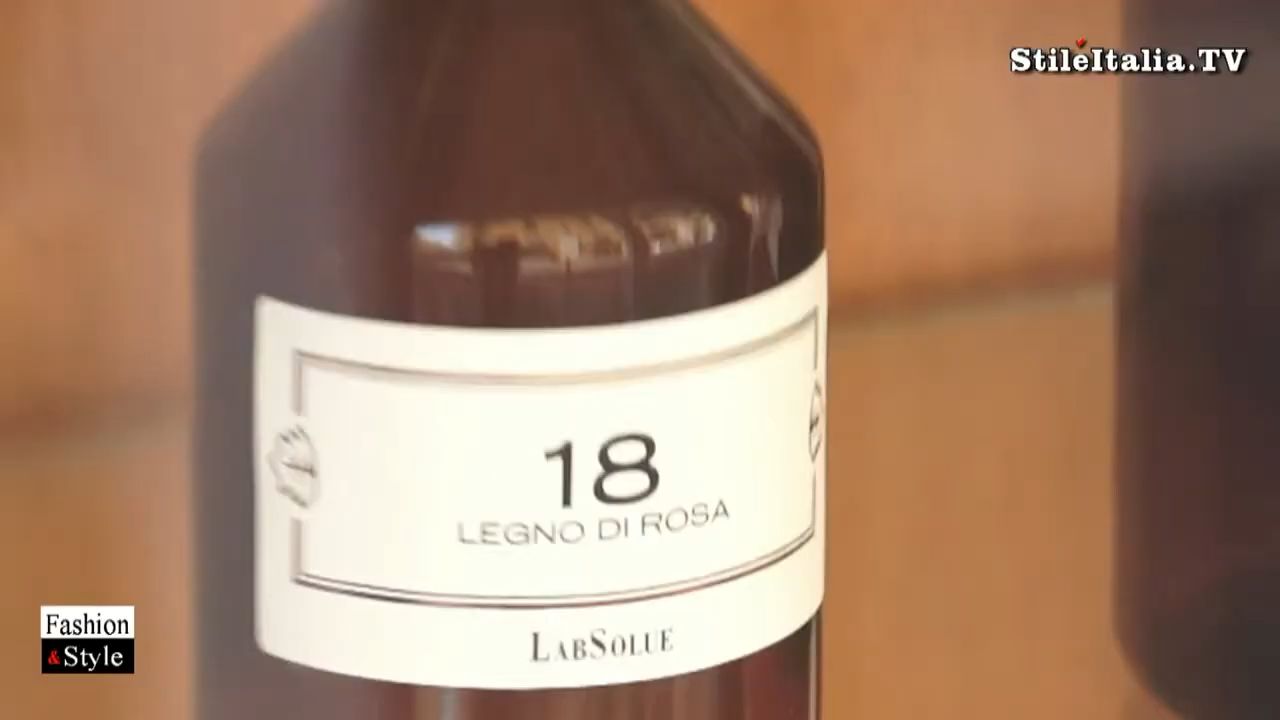 StileItalia.TV
18
LEGNO DI ROSA
LABSOLUE
Fashion
&Style